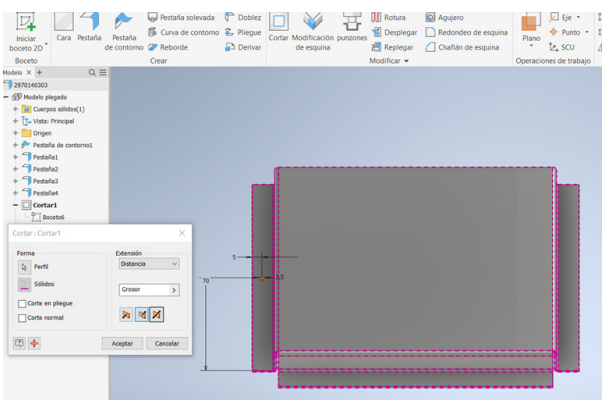 Iniciar
boceto 2D
Cara
Pestaña
Pestaña
de contorno
Pestaña solevada
Curva de contorno
Reborde
Doblez
Pliegue
Derivar
Cortar
Modificación
de esquina
punzones
Rotura
Desplegar
Replegar
Agujero
Redondeo de esquina
Chaflán de esquina
Plano
Eje
Punto
SCU
Boceto
Crear
Modificar
Operaciones de trabajo
Modelo × +
2970140303
Modelo plegado
Cuerpos sólidos(1)
Vista: Principal
Origen
Pestaña de contorno1
Pestaña1
Pestaña2
Pestaña3
Pestaña4
Cortar1
Boceto6
Cortar : Cortar1
Forma
Perfil
Sólidos
Corte en pliegue
Corte normal
Extensión
Distancia
Grosor
Aceptar
Cancelar
5
2,5
70